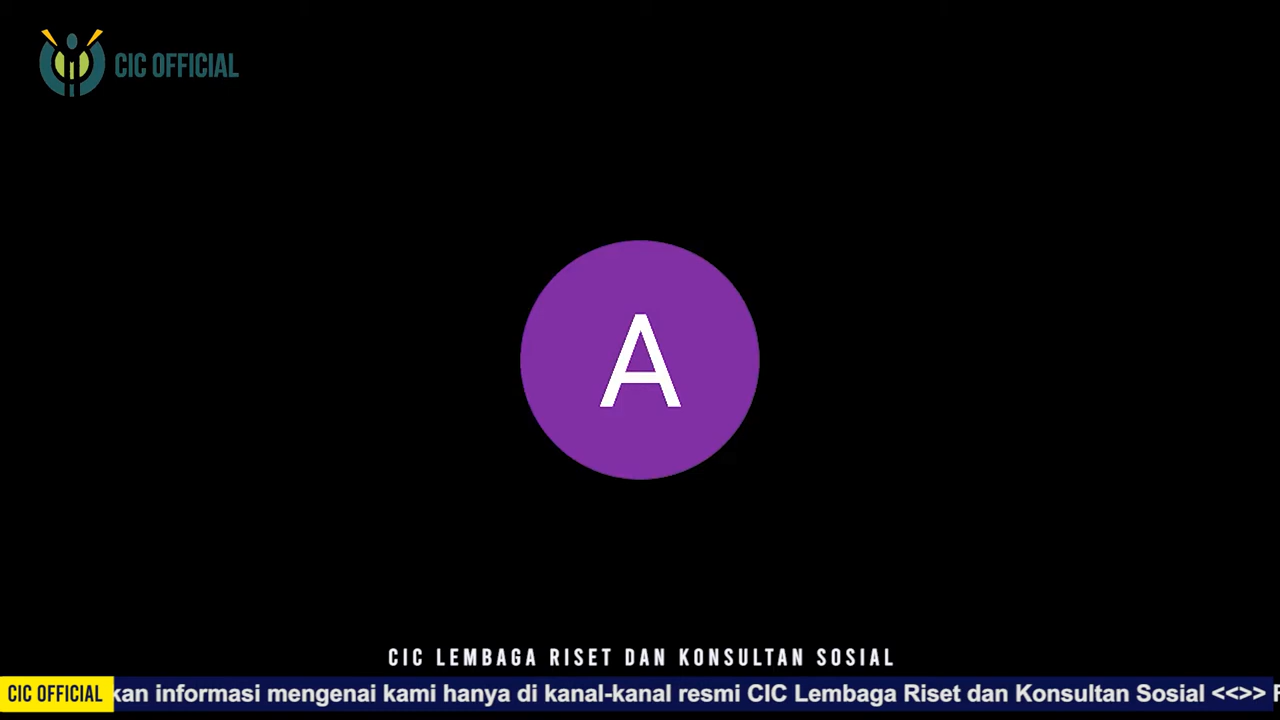 CIC OFFICIAL
A
CIC LEMBAGA RISET DAN KONSULTAN SOSIAL
CIC OFFICIAL
kan informasi mengenai kami hanya di kanal-kanal resmi CIC Lembaga Riset dan Konsultan Sosial <<>>